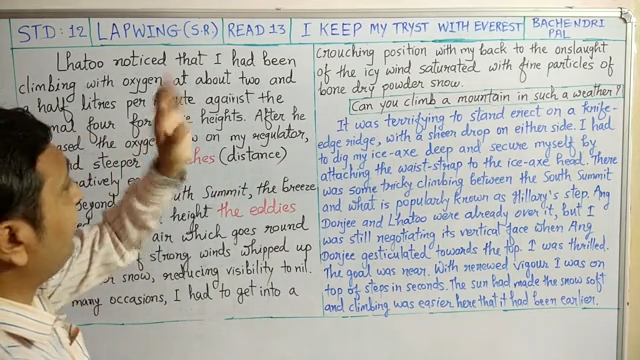 STD: 12 LAPWING (S.R.) READ 13 I KEEP MY TRYST WITH EVEREST BACHENDRI PAL
Lhatoo noticed that I had been
climbing with oxygen at about two and
a half litres per against the
four heights. After he
the oxygen on my regulator,
steeper (distance)
South Summit, the breeze
height the eddies
air which goes round
of strong winds whipped up
snow, reducing visibility to nil.
many occasions, I had to get into a
Crouching position with my back to the onslaught
of the icy wind saturated with fine particles of
bone dry powder snow.
Can you climb a mountain in such a weather?
It was terrifying to stand erect on a knife-
edge ridge, with a sheer drop on either side. I had
to dig my ice-axe deep and secure myself by
attaching the waist-strap to the ice-axe head. There
was some tricky climbing between the South Summit
and what is popularly known as Hillary's step. Ang
Dorjee and Lhatoo were already over it, but I
was still negotiating its vertical face when Ang
Dorjee gesticulated towards the top. I was thrilled.
The goal was near. With renewed vigour I was on
top of steps in seconds. The sun had made the snow soft
and climbing was easier here that it had been earlier.